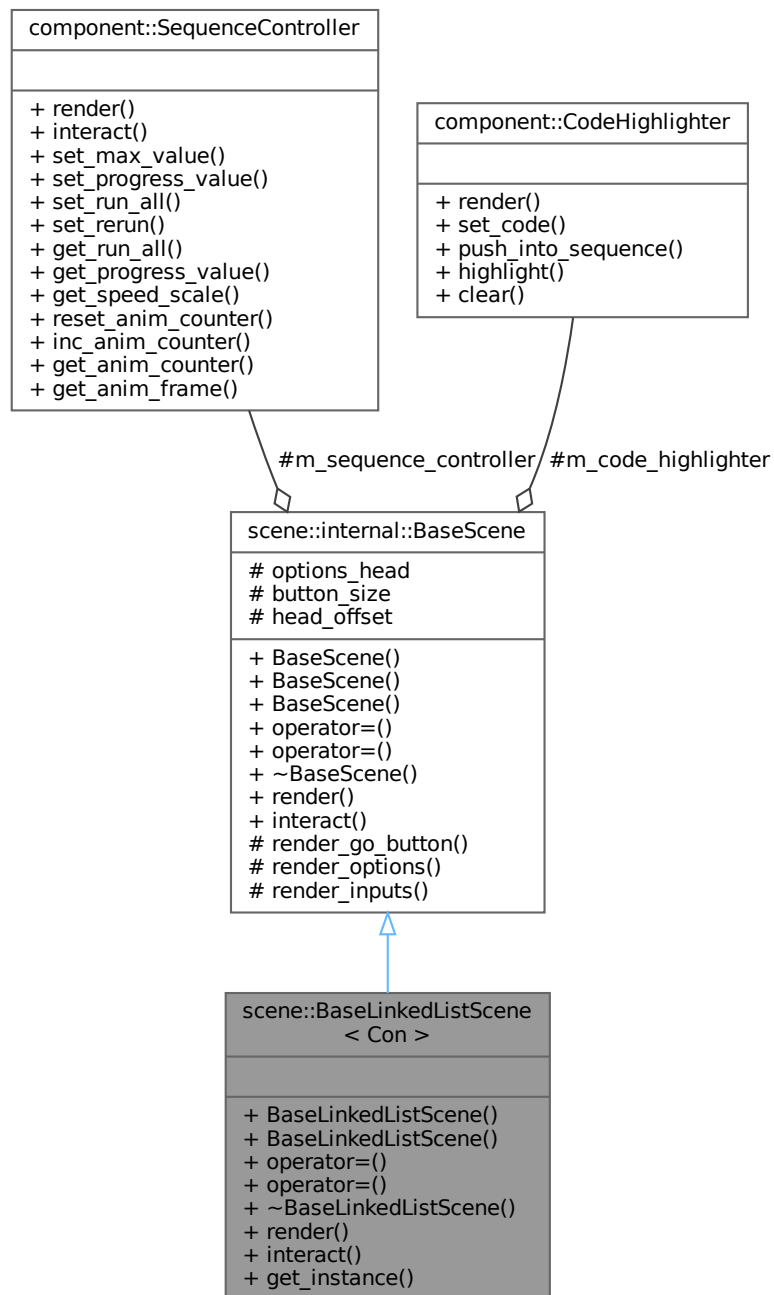 component::SequenceController
+ render()
+ interact()
+ set_max_value()
+ set_progress_value()
+ set_run_all()
+ set_rerun()
+ get_run_all()
+ get_progress_value()
+ get_speed_scale()
+ reset_anim_counter()
+ inc_anim_counter()
+ get_anim_counter()
+ get_anim_frame()
component::CodeHighlighter
+ render()
+ set_code()
+ push_into_sequence()
+ highlight()
+ clear()
#m_sequence_controller
#m_code_highlighter
scene::internal::BaseScene
# options_head
# button_size
# head_offset
+ BaseScene()
+ BaseScene()
+ BaseScene()
+ operator=()
+ operator=()
+ ~BaseScene()
+ render()
+ interact()
# render_go_button()
# render_options()
# render_inputs()
scene::BaseLinkedListScene
< Con >
+ BaseLinkedListScene()
+ BaseLinkedListScene()
+ operator=()
+ operator=()
+ ~BaseLinkedListScene()
+ render()
+ interact()
+ get_instance()